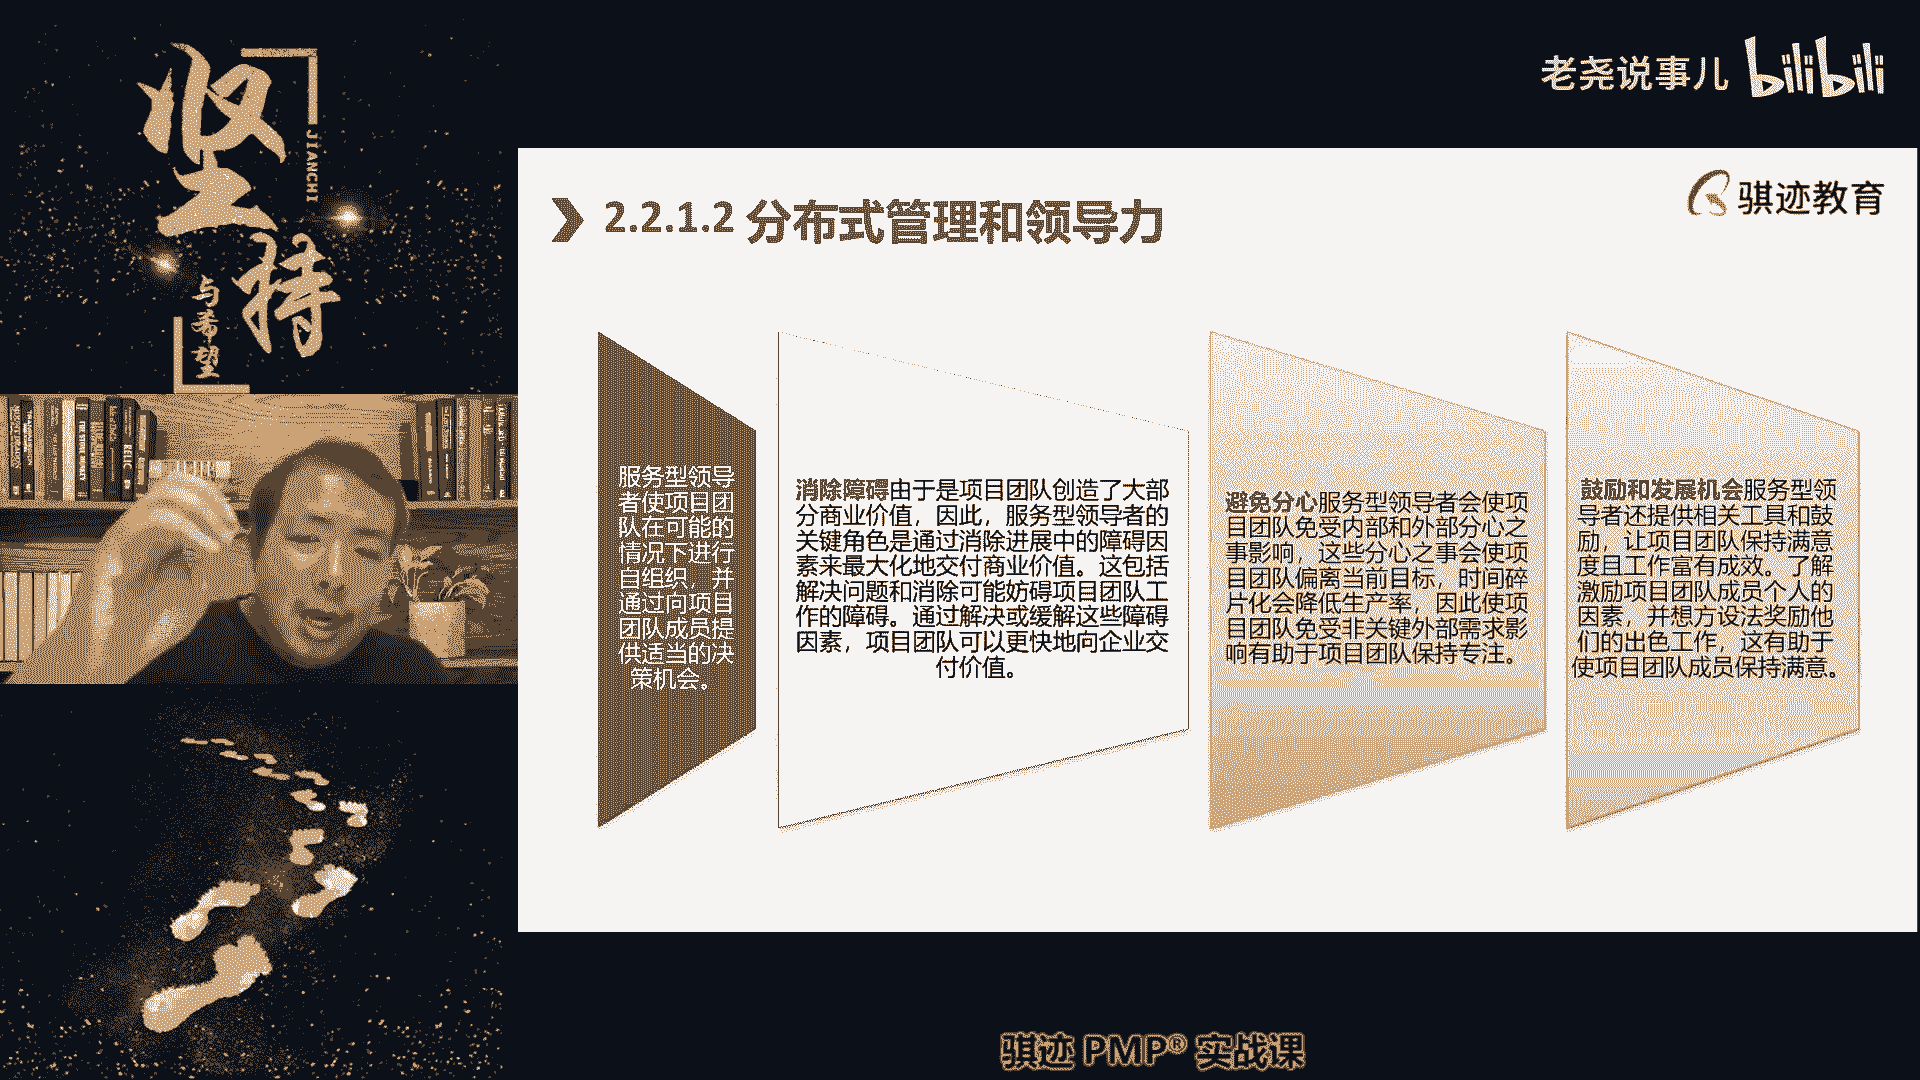 坚持
JIANCHI
与希望
老尧说事儿 bilibili
骐迹教育
2.2.1.2 分布式管理和领导力
服务型领导
者使项目团
队在可能的
情况下进行
自组织，并
通过向项目
团队成员提
供适当的决
策机会。
消除障碍由于是项目团队创造了大部
分商业价值，因此，服务型领导者的
关键角色是通过消除进展中的障碍因
素来最大化地交付商业价值。这包括
解决问题和消除可能妨碍项目团队工
作的障碍。通过解决或缓解这些障碍
因素，项目团队可以更快地向企业交
付价值。
避免分心服务型领导者会使项
目团队免受内部和外部分心之
事影响，这些分心之事会使项
目团队偏离当前目标，时间碎
片化会降低生产率，因此使项
目团队免受非关键外部需求影
响有助于项目团队保持专注。
鼓励和发展机会服务型领
导者还提供相关工具和鼓
励，让项目团队保持满意
度且工作富有成效。了解
激励项目团队成员个人的
因素，并想方设法奖励他
们的出色工作，这有助于
使项目团队成员保持满意。
骐迹 PMP® 实战课